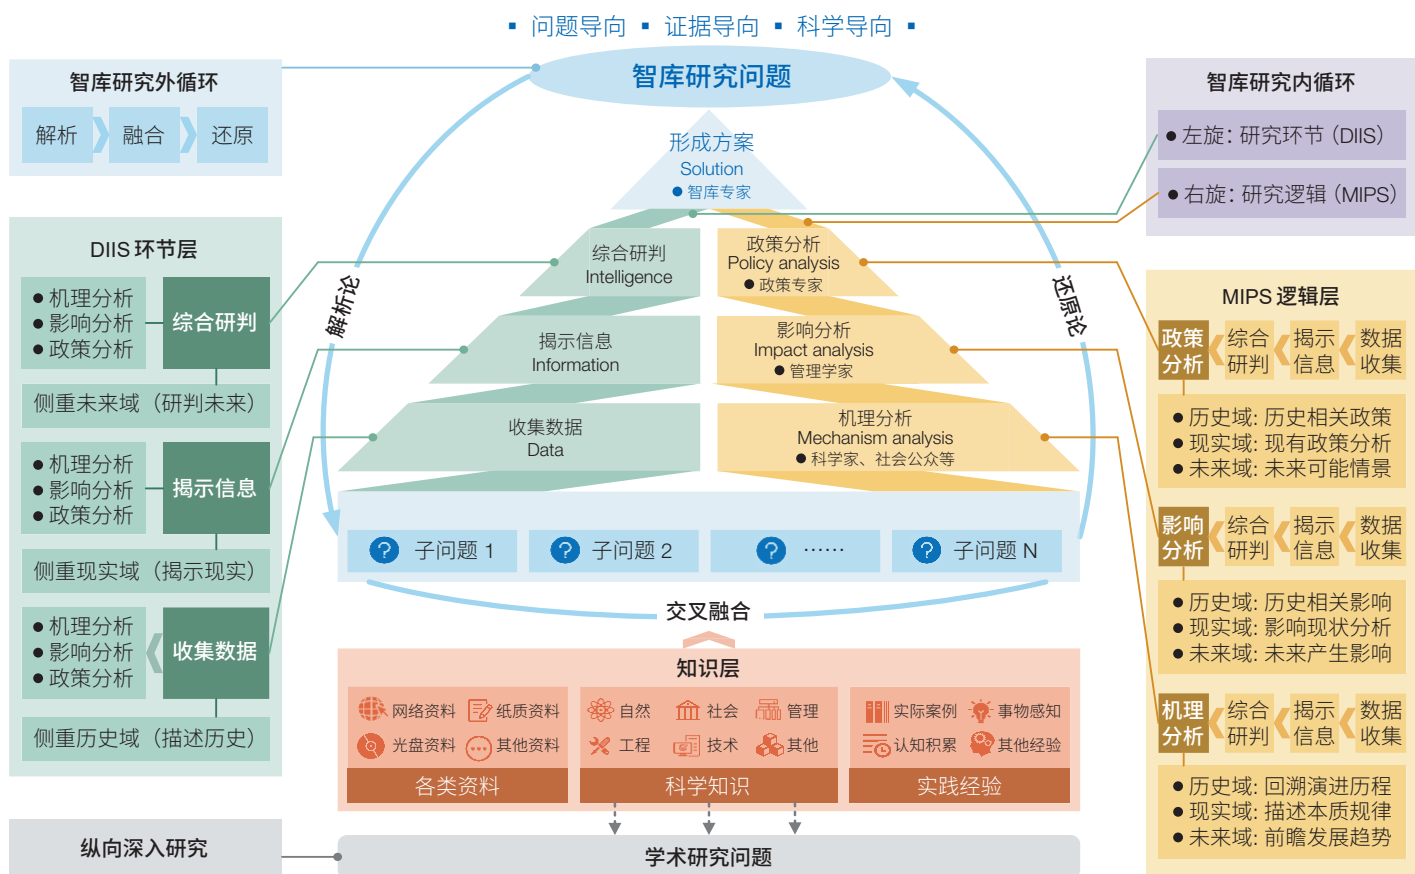 ▪ 问题导向 ▪ 证据导向 ▪ 科学导向 ▪
智库研究问题
智库研究外循环
解析
融合
还原
智库研究内循环
● 左旋：研究环节（DIIS）
● 右旋：研究逻辑（MIPS）
形成方案
Solution
● 智库专家
综合研判
Intelligence
揭示信息
Information
收集数据
Data
政策分析
Policy analysis
● 政策专家
影响分析
Impact analysis
● 管理学家
机理分析
Mechanism analysis
● 科学家、社会公众等
解析论
还原论
? 子问题 1
? 子问题 2
? ······
? 子问题 N
交叉融合
DIIS 环节层
● 机理分析
● 影响分析
● 政策分析
综合研判
侧重未来域（研判未来）
● 机理分析
● 影响分析
● 政策分析
揭示信息
侧重现实域（揭示现实）
● 机理分析
● 影响分析
● 政策分析
收集数据
侧重历史域（描述历史）
MIPS 逻辑层
政策
分析
综合
研判
揭示
信息
数据
收集
● 历史域: 历史相关政策
● 现实域: 现有政策分析
● 未来域: 未来可能情景
影响
分析
综合
研判
揭示
信息
数据
收集
● 历史域: 历史相关影响
● 现实域: 影响现状分析
● 未来域: 未来产生影响
机理
分析
综合
研判
揭示
信息
数据
收集
● 历史域: 回溯演进历程
● 现实域: 描述本质规律
● 未来域: 前瞻发展趋势
知识层
网络资料
纸质资料
光盘资料
其他资料
各类资料
自然
社会
管理
工程
技术
其他
科学知识
实际案例
事物感知
认知积累
其他经验
实践经验
纵向深入研究
学术研究问题